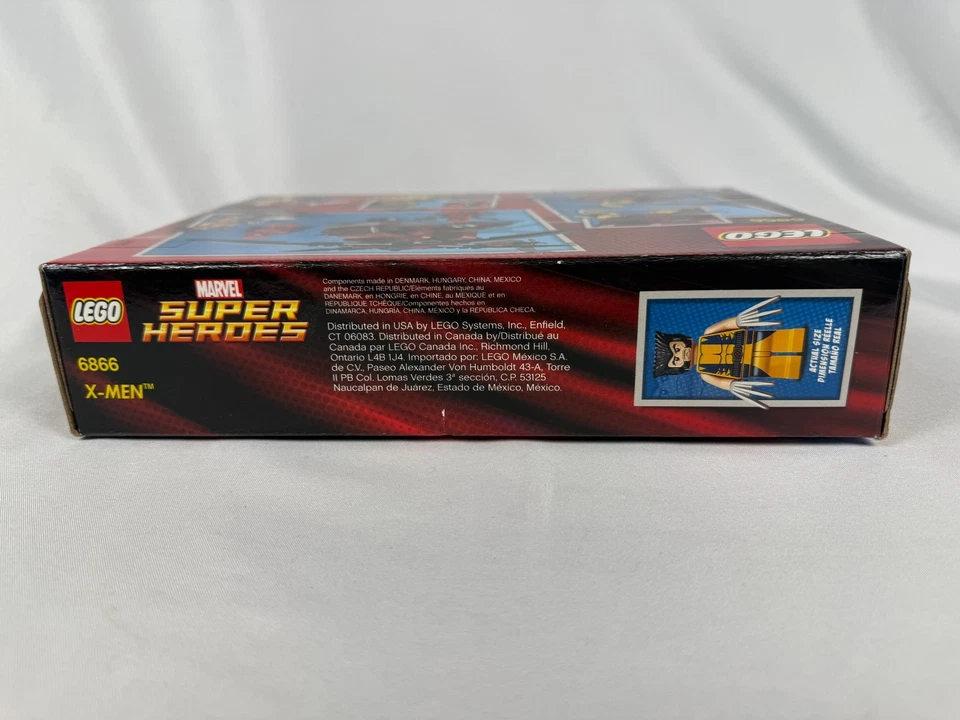 LEGO
LEGO
6866
X-MEN™
MARVEL
SUPER
HEROES
Components made in DENMARK, HUNGARY, CHINA, MEXICO
and the CZECH REPUBLIC/Éléments fabriqués au
DANEMARK, en HONGRIE, en CHINE, au MEXIQUE et en
RÉPUBLIQUE TCHÈQUE/Componentes hechos en
DINAMARCA, HUNGRÍA, CHINA, MÉXICO y la REPÚBLICA CHECA.
Distributed in USA by LEGO Systems, Inc., Enfield,
CT 06083. Distributed in Canada by/Distribué au
Canada par LEGO Canada Inc., Richmond Hill,
Ontario L4B 1J4. Importado por: LEGO México S.A.
de C.V., Paseo Alexander Von Humboldt 43-A, Torre
II PB Col. Lomas Verdes 3ª sección, C.P. 53125
Naucalpan de Juárez, Estado de México, México.
ACTUAL SIZE
DIMENSION RÉELLE
TAMAÑO REAL